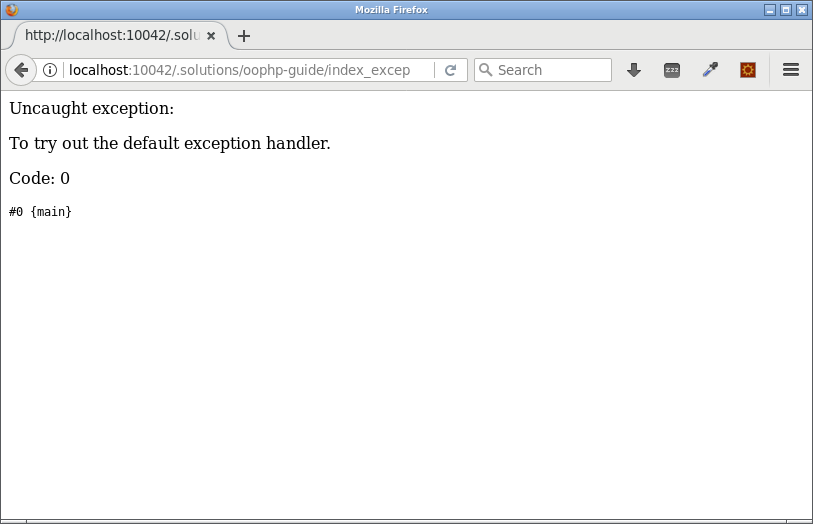 Mozilla Firefox
http://localhost:10042/.solu
localhost:10042/.solutions/oophp-guide/index_excep
Search
zzz
Uncaught exception:
To try out the default exception handler.
Code: 0
#0 {main}